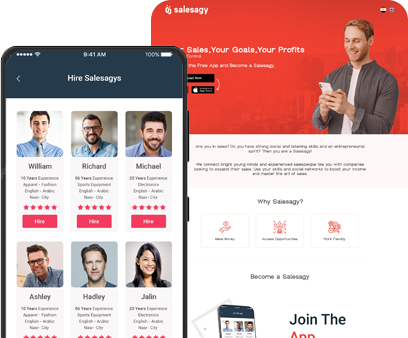 9:41 AM
100%
Hire Salesagys
William
10 Years Experience
Apparel - Fashion
English - Arabic
Nasr- City
Hire
Richard
06 Years Experience
Sports Equipment
English - Arabic
Nasr- City
Hire
Michael
22 Years Experience
Electronics
English - Arabic
Nasr- City
Hire
Ashley
10 Years Experience
Apparel - Fashion
English - Arabic
Nasr - City
Hadley
06 Years Experience
Sports Equipment
English - Arabic
Nasr - City
Jalin
20 Years Experience
Electronics
English - Arabic
Nasr - City
salesagy
Sales,Your Goals,Your Profits
Control
the Free App and Become a Salesagy.
App Store
Are you in sales? Do you have strong social and listening skills and an entrepreneurial
spirit? Then you are a Salesagy!
We connect bright young minds and experienced salespeople like you with companies
looking to expand their sales. Use your skills and social networks to boost your income
and master the art of sales.
Why Salesagy?
Make Money
Access Opportunities
Work Flexibly
Become a Salesagy
Join The
App